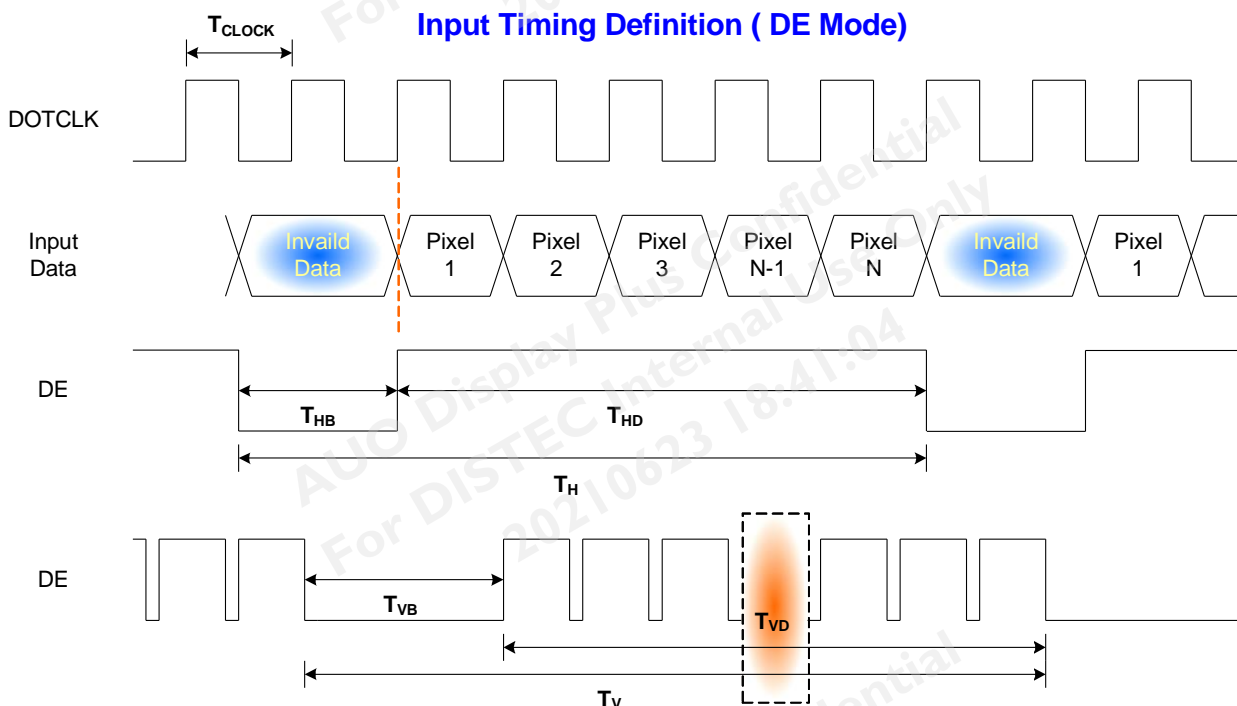 Input Timing Definition ( DE Mode)
TCLOCK
DOTCLK
Input
Data
Invaild
Data
Pixel
1
Pixel
2
Pixel
3
Pixel
N-1
Pixel
N
Invaild
Data
Pixel
1
DE
THB
THD
TH
DE
TVB
TVD
TV
AUO Display Plus Confidential
For DISTEC Internal Use Only
20210623 18:41:04